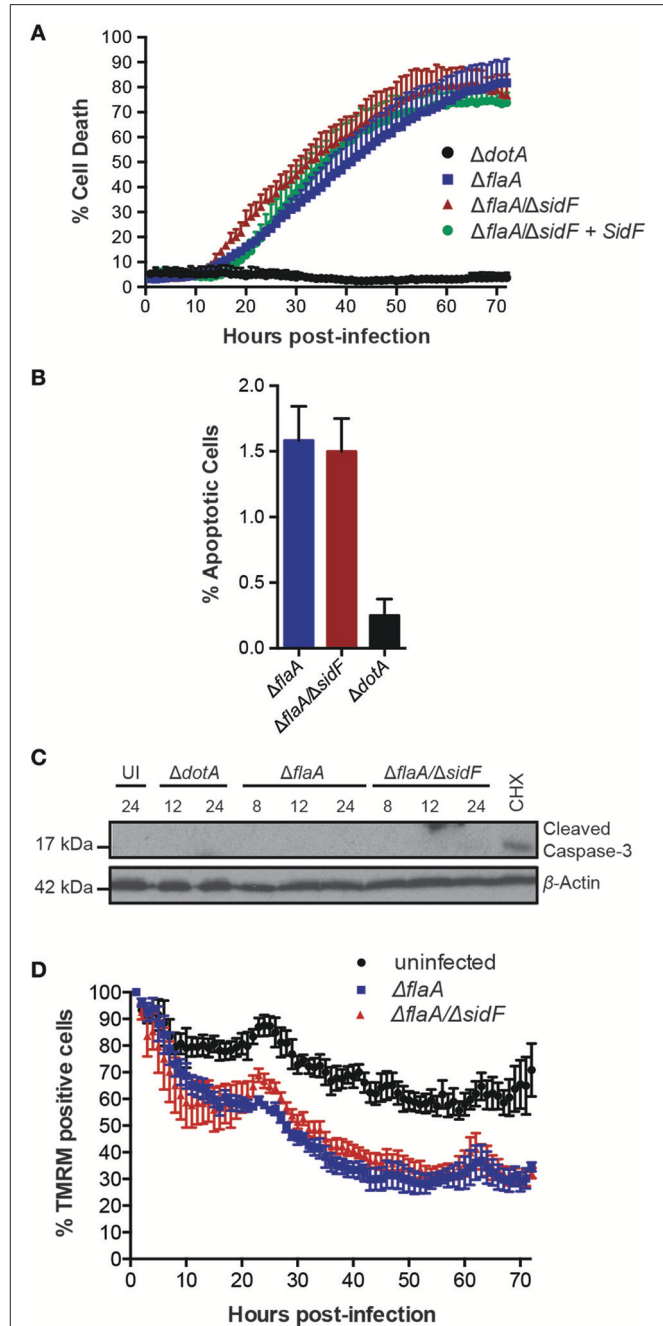 A
100
90
80
70
60
50
40
30
20
10
0
% Cell Death
ΔdotA
ΔflaA
ΔflaA/ΔsidF
ΔflaA/ΔsidF + SidF
0 10 20 30 40 50 60 70
Hours post-infection
B
2.0
1.5
1.0
0.5
0.0
% Apoptotic Cells
ΔflaA
ΔflaA/ΔsidF
ΔdotA
C
UI ΔdotA ΔflaA ΔflaA/ΔsidF CHX
24 12 24 8 12 24 8 12 24
17 kDa
Cleaved
Caspase-3
42 kDa
β-Actin
D
uninfected
ΔflaA
ΔflaA/ΔsidF
100
90
80
70
60
50
40
30
20
10
0
% TMRM positive cells
0 10 20 30 40 50 60 70
Hours post-infection